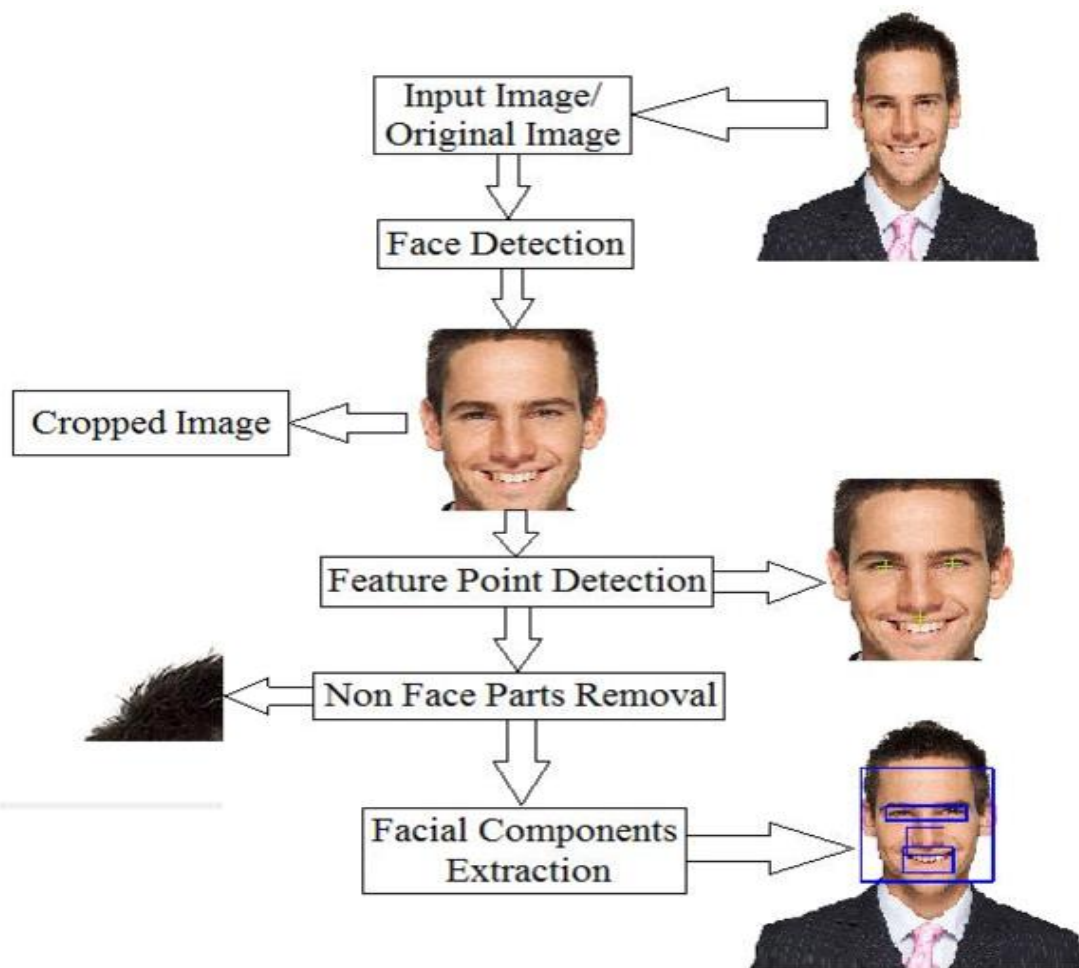 Input Image/
Original Image
Face Detection
Cropped Image
Feature Point Detection
Non Face Parts Removal
Facial Components
Extraction